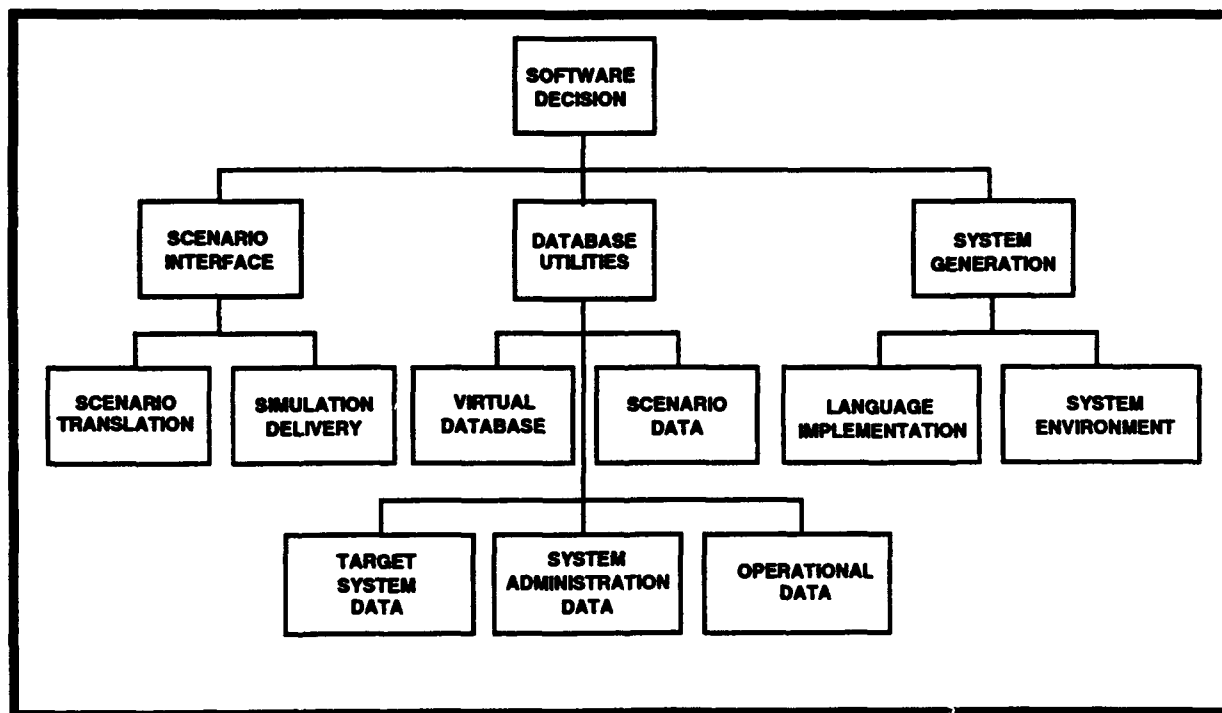 SOFTWARE
DECISION
SCENARIO
INTERFACE
DATABASE
UTILITIES
SYSTEM
GENERATION
SCENARIO
TRANSLATION
SIMULATION
DELIVERY
VIRTUAL
DATABASE
SCENARIO
DATA
LANGUAGE
IMPLEMENTATION
SYSTEM
ENVIRONMENT
TARGET
SYSTEM
DATA
SYSTEM
ADMINISTRATION
DATA
OPERATIONAL
DATA